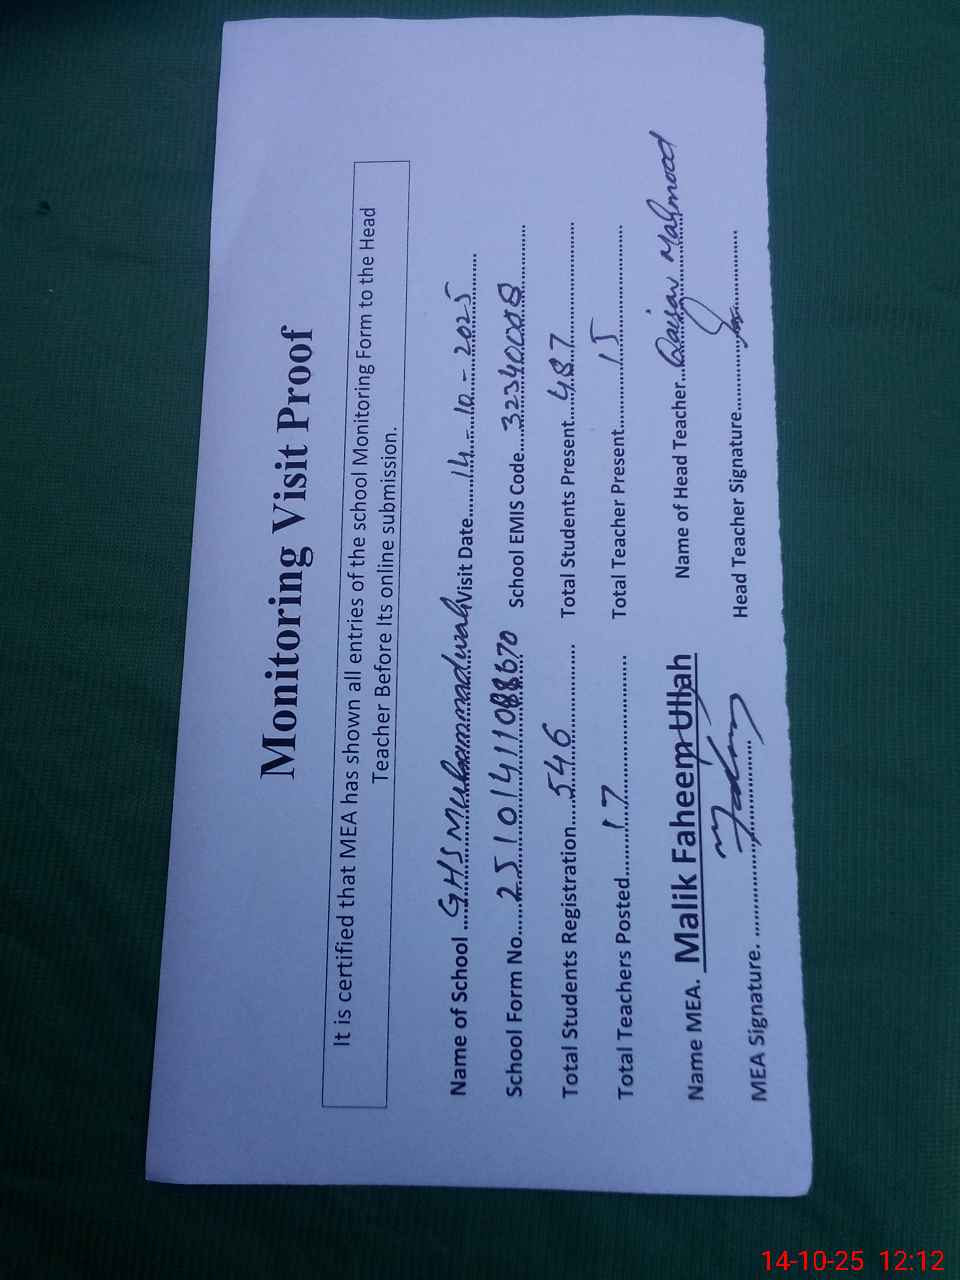 Monitoring Visit Proof
It is certified that MEA has shown all entries of the school Monitoring Form to the Head
Teacher Before Its online submission.
Name of School ........GHS Muhammad wali Visit Date........14-10-2025........
School Form No........ School EMIS Code........32340008........
Total Students Registration........546........ Total Students Present........487........
Total Teachers Posted........17........ Total Teacher Present........15........
Name MEA. Malik Faheem Ullah Name of Head Teacher...Qaisar Mahmood
MEA Signature. ........ Head Teacher Signature........
14-10-25 12:12